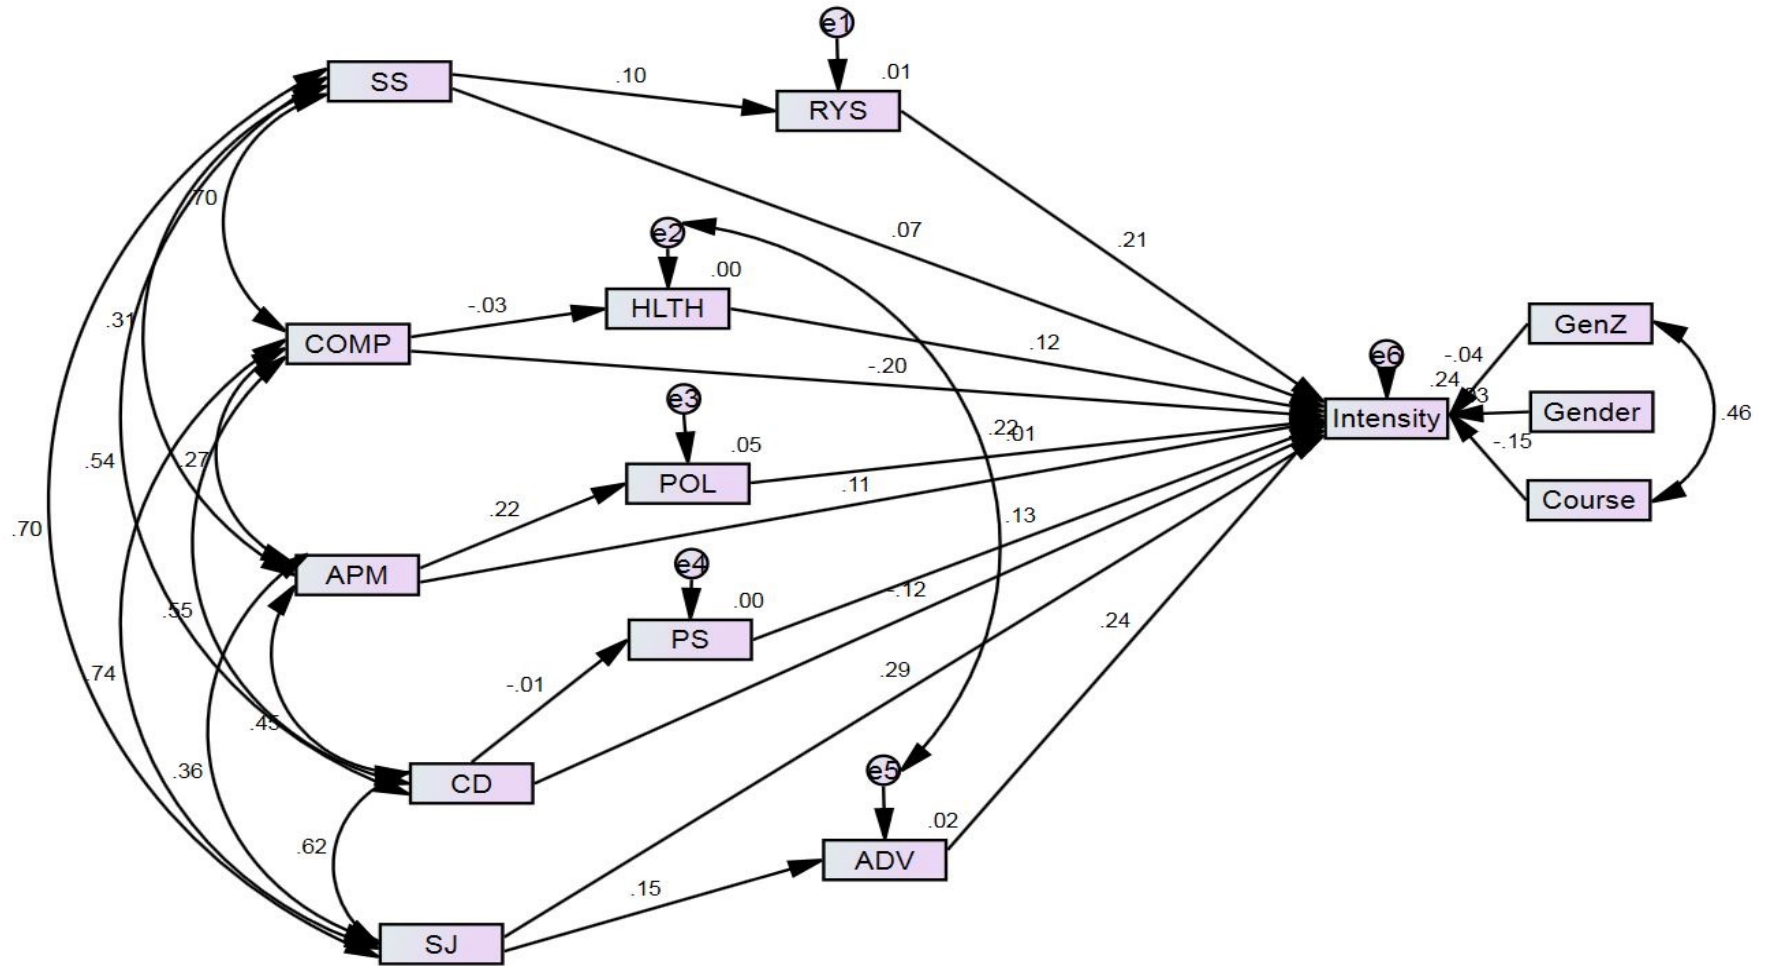 e1
.01
SS
.10
RYS
.70
.07
.21
e2
.00
-.03
HLTH
COMP
.12
-.20
.31
GenZ
-.04
e6
.24
Gender
.46
Intensity
-.15
Course
e3
.05
.22
.01
POL
.22
.11
.54
.27
.70
.13
APM
e4
.00
-.12
.55
PS
.24
.29
.74
-.01
.45
.36
CD
e5
.02
.62
ADV
.15
SJ